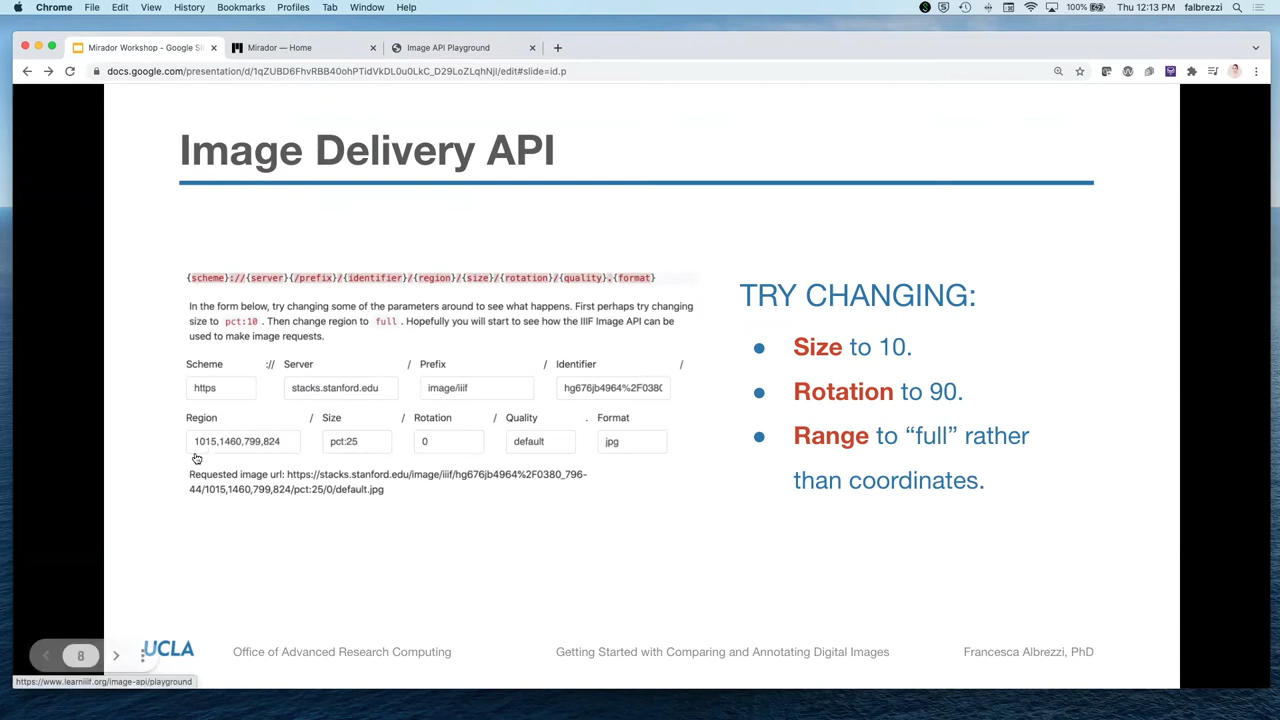 Chrome File Edit View History Bookmarks Profiles Tab Window Help 100% Thu 12:13 PM falbrezzi
Mirador Workshop - Google Sli Mirador — Home Image API Playground
docs.google.com/presentation/d/1qZUBD6FhvRBB40ohPTidVkDL0u0LkC_D29LoZLqhNjI/edit#slide=id.p
Image Delivery API
{scheme}://{server}{/prefix}/{identifier}/{region}/{size}/{rotation}/{quality}.{format}
In the form below, try changing some of the parameters around to see what happens. First perhaps try changing
size to pct:10 . Then change region to full . Hopefully you will start to see how the IIIF Image API can be
used to make image requests.
Scheme :// Server / Prefix / Identifier /
https stacks.stanford.edu image/iiif hg676jb4964%2F0380
Region / Size / Rotation / Quality . Format
1015,1460,799,824 pct:25 0 default jpg
Requested image url: https://stacks.stanford.edu/image/iiif/hg676jb4964%2F0380_796-
44/1015,1460,799,824/pct:25/0/default.jpg
TRY CHANGING:
● Size to 10.
● Rotation to 90.
● Range to “full” rather
than coordinates.
8 UCLA Office of Advanced Research Computing Getting Started with Comparing and Annotating Digital Images Francesca Albrezzi, PhD
https://www.learniiif.org/image-api/playground